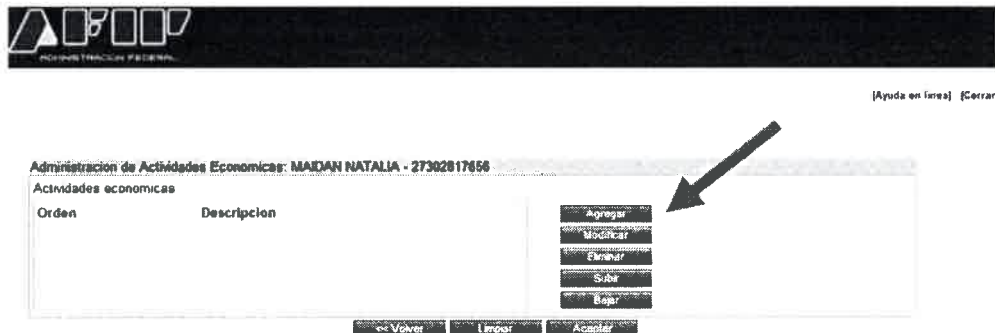 AFIP
ADMINISTRACION FEDERAL
[Ayuda en linea] [Cerrar
Administracion de Actividades Economicas: MAIDAN NATALIA - 27302817656
Actividades economicas
Orden Descripcion
Agregar
Modificar
Eliminar
Subir
Bajar
<< Volver Limpiar Aceptar